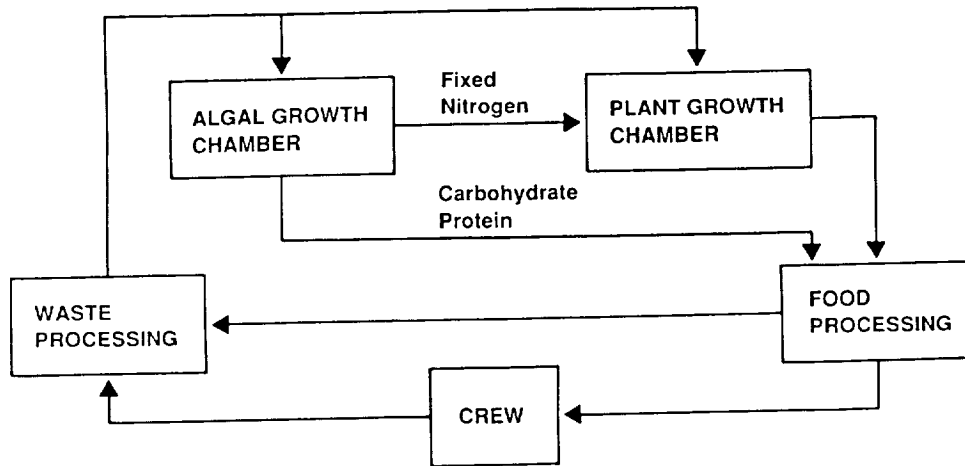 Fixed
Nitrogen
ALGAL GROWTH
CHAMBER
PLANT GROWTH
CHAMBER
Carbohydrate
Protein
WASTE
PROCESSING
FOOD
PROCESSING
CREW